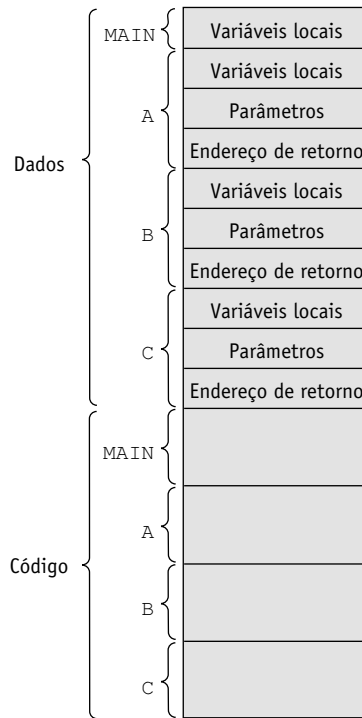 MAIN
Variáveis locais
A
Variáveis locais
Parâmetros
Endereço de retorno
Dados
B
Variáveis locais
Parâmetros
Endereço de retorno
C
Variáveis locais
Parâmetros
Endereço de retorno
MAIN
A
Código
B
C